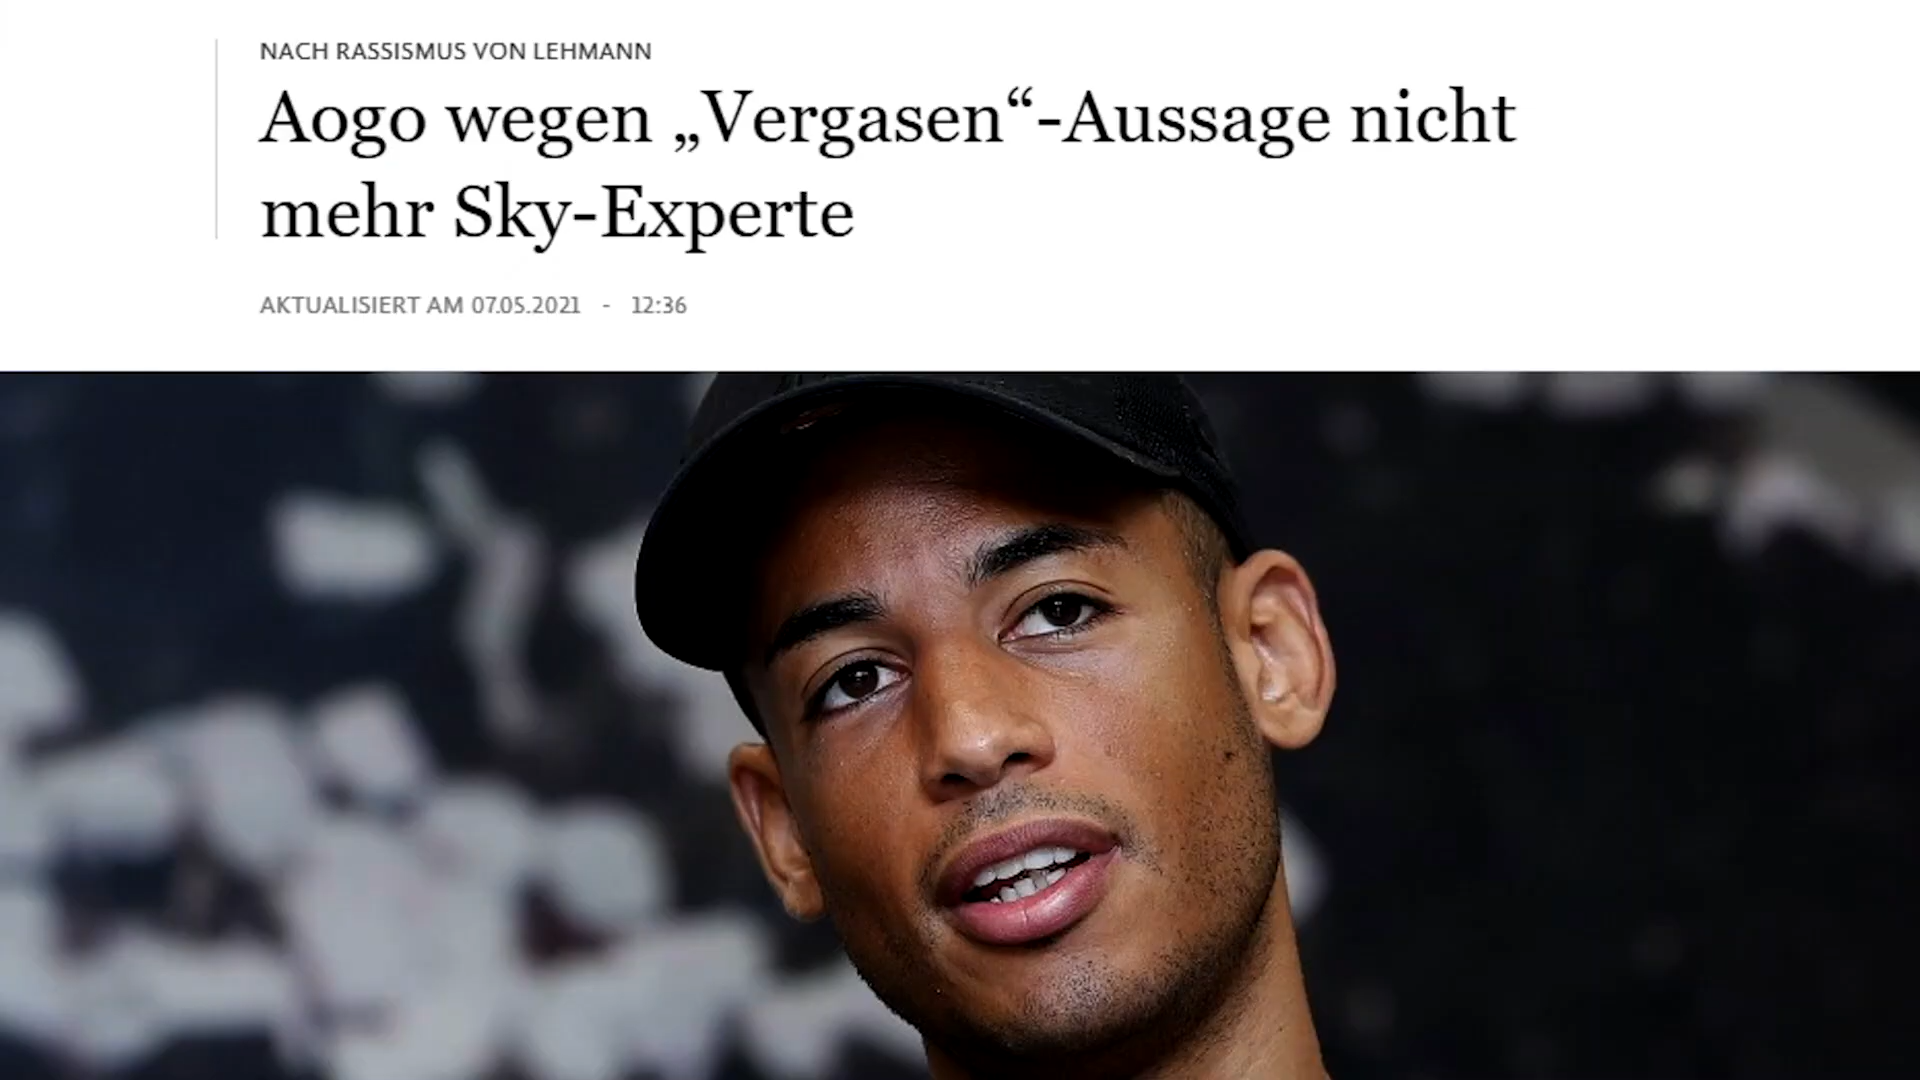 NACH RASSISMUS VON LEHMANN
Aogo wegen „Vergasen“-Aussage nicht
mehr Sky-Experte
AKTUALISIERT AM 07.05.2021 - 12:36